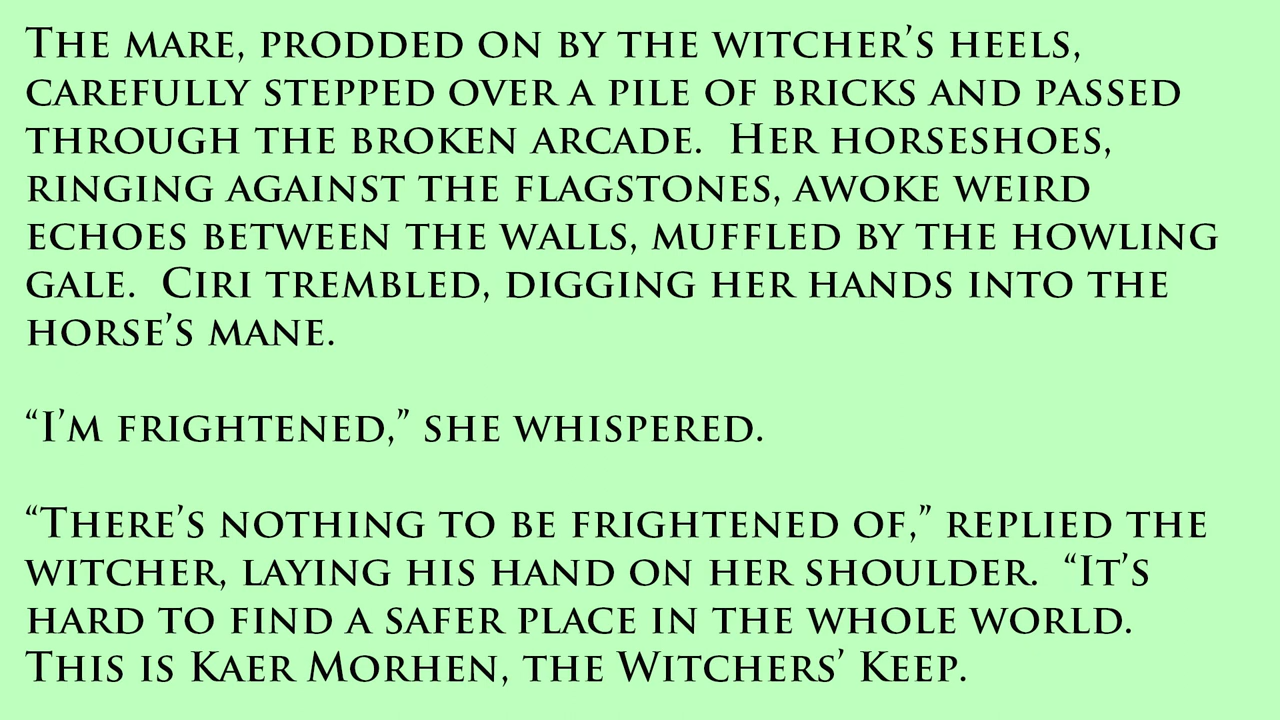 The mare, prodded on by the witcher’s heels,
carefully stepped over a pile of bricks and passed
through the broken arcade.  Her horseshoes,
ringing against the flagstones, awoke weird
echoes between the walls, muffled by the howling
gale.  Ciri trembled, digging her hands into the
horse’s mane.

“I’m frightened,” she whispered.

“There’s nothing to be frightened of,” replied the
witcher, laying his hand on her shoulder.  “It’s
hard to find a safer place in the whole world.
This is Kaer Morhen, the Witchers’ Keep.